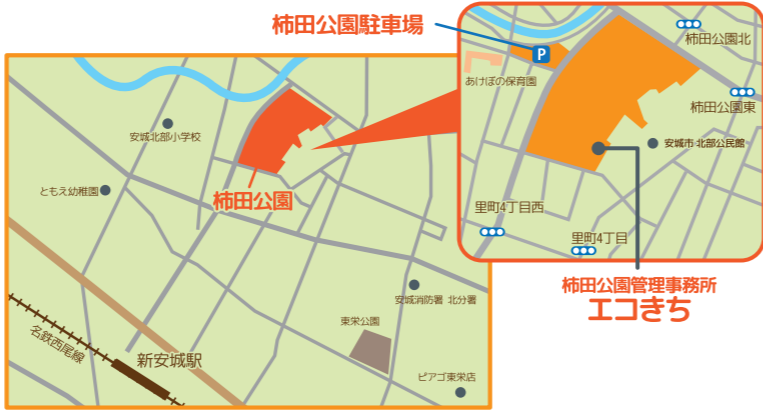 柿田公園駐車場
P
柿田公園北
あけぼの保育園
柿田公園東
安城市北部公民館
里町4丁目西
里町4丁目
柿田公園管理事務所
エコきち
安城北部小学校
ともえ幼稚園
柿田公園
安城消防署 北分署
東栄公園
名鉄西尾線
新安城駅
ピアゴ東栄店